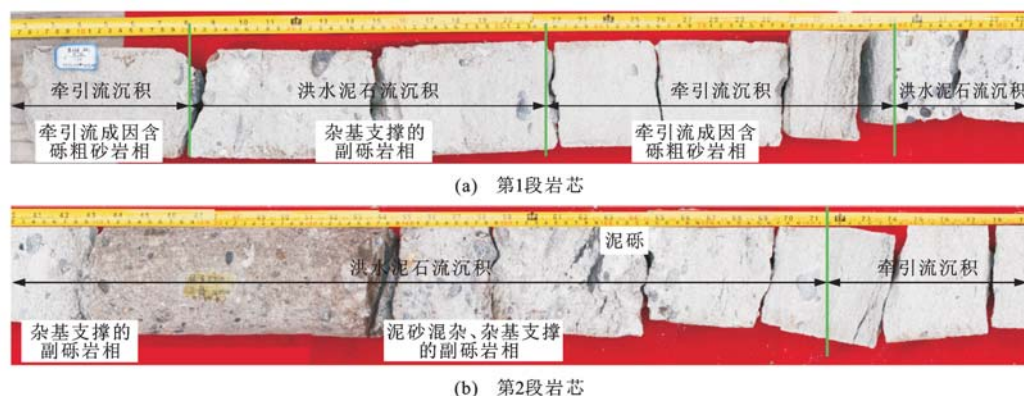 牵引流沉积
洪水泥石流沉积
牵引流沉积
洪水泥石流沉积
牵引流成因含
砾粗砂岩相
杂基支撑的
副砾岩相
牵引流成因含
砾粗砂岩相
(a) 第1段岩芯
泥砾
洪水泥石流沉积
牵引流沉积
杂基支撑的
副砾岩相
泥砂混杂、杂基支撑
的副砾岩相
(b) 第2段岩芯